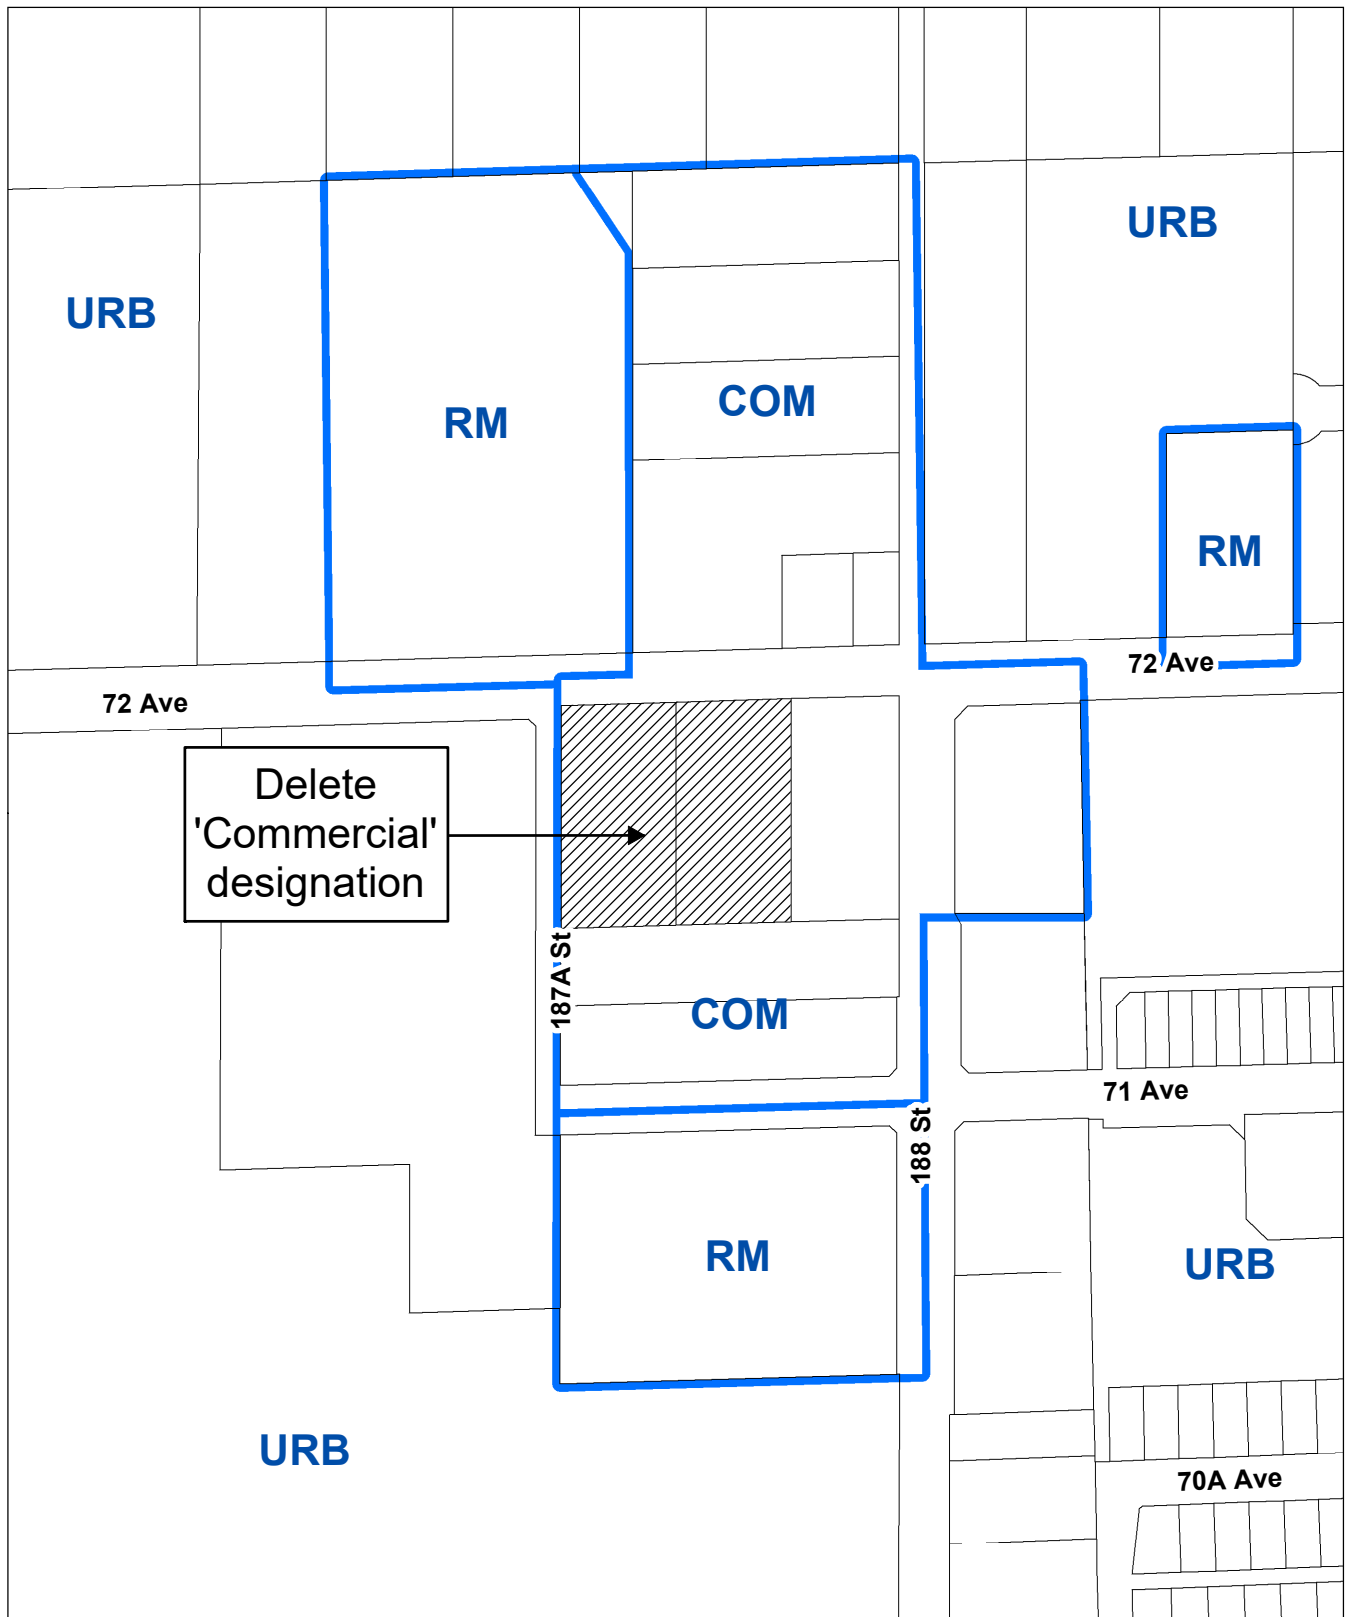 URB
URB
COM
RM
RM
72 Ave
72 Ave
Delete
'Commercial'
designation
187A St
COM
71 Ave
188 St
RM
URB
URB
70A Ave